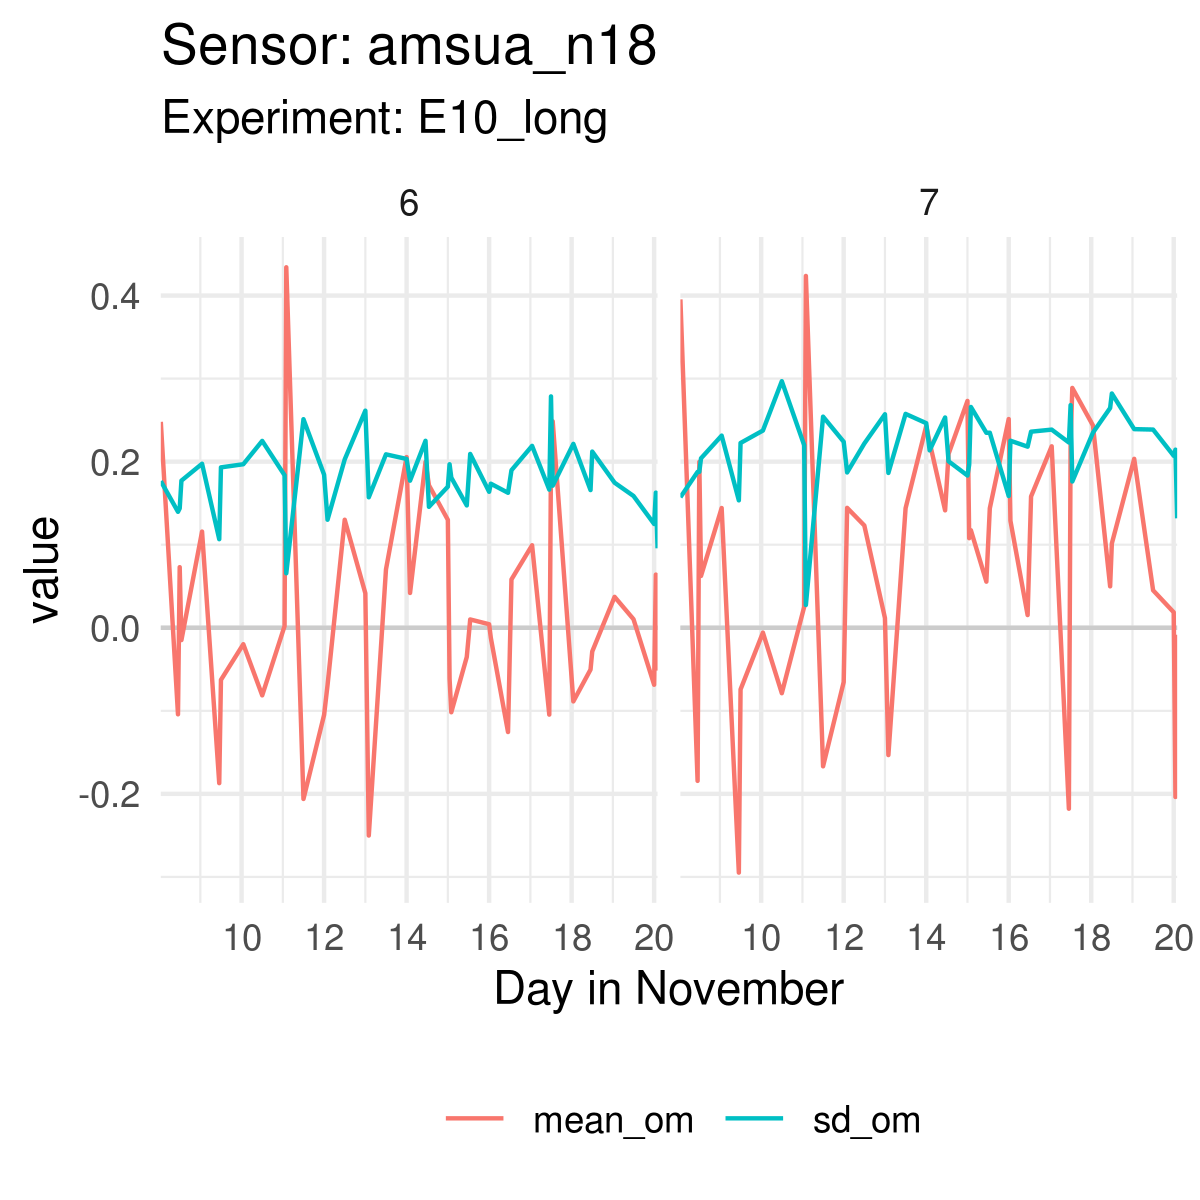 Sensor: amsua_n18
Experiment: E10_long
6 7
0.4
0.2
0.0
-0.2
value
10 12 14 16 18 20 10 12 14 16 18 20
Day in November
mean_om sd_om